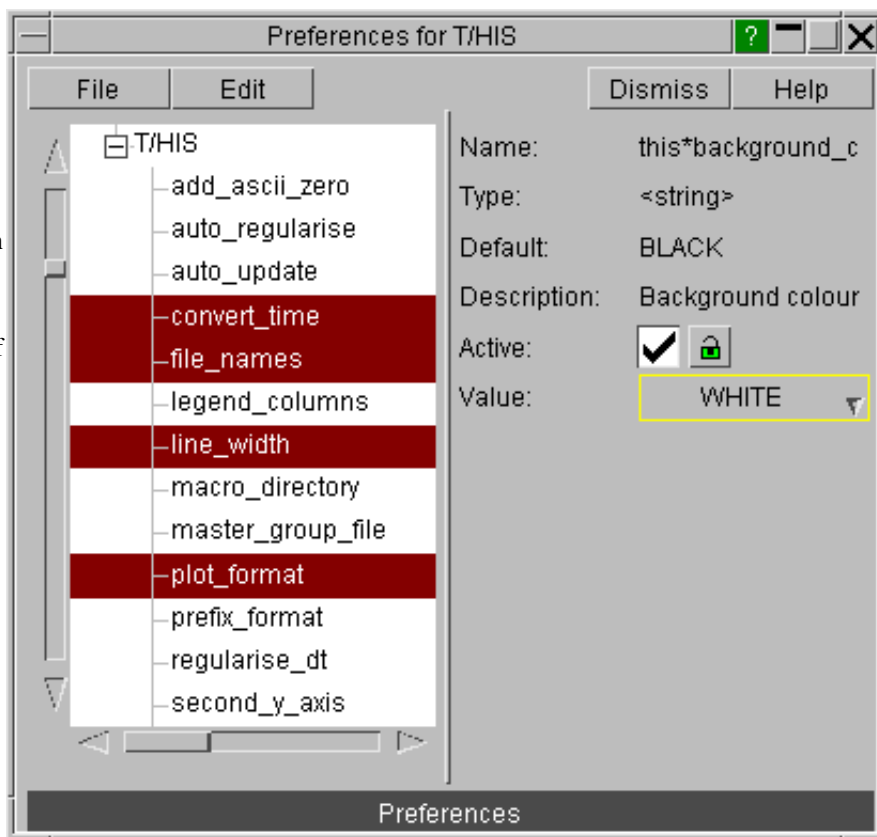 Preferences for T/HIS
?
File Edit Dismiss Help
T/HIS
add_ascii_zero
auto_regularise
auto_update
convert_time
file_names
legend_columns
line_width
macro_directory
master_group_file
plot_format
prefix_format
regularise_dt
second_y_axis
Name: this*background_c
Type: <string>
Default: BLACK
Description: Background colour
Active:
Value: WHITE
Preferences